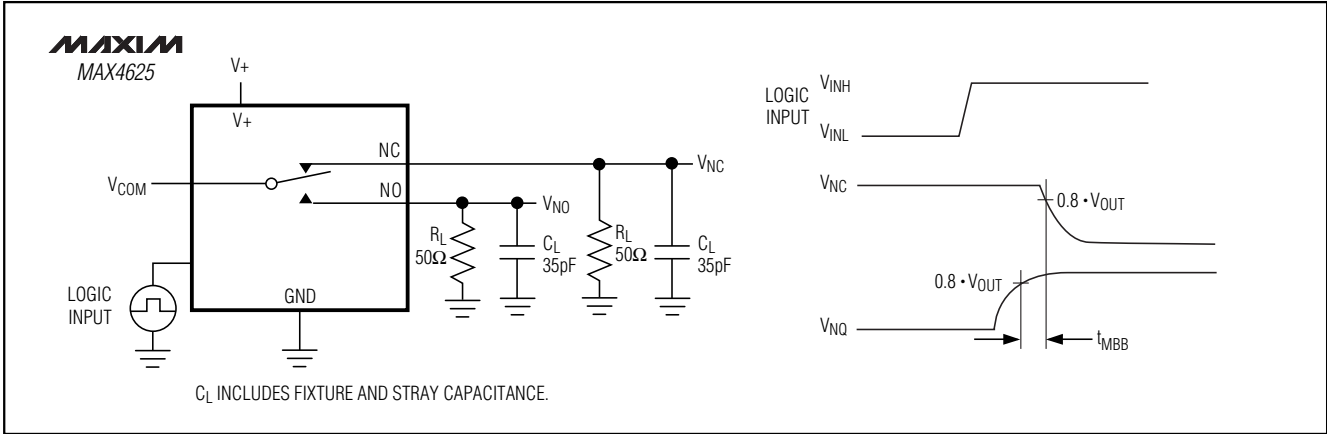 MAXIM
MAX4625
V+
V+
NC
VNC
VCOM
NO
VNO
RL
50Ω
CL
35pF
RL
50Ω
CL
35pF
LOGIC
INPUT
GND
CL INCLUDES FIXTURE AND STRAY CAPACITANCE.
LOGIC
INPUT
VINH
VINL
VNC
0.8 • VOUT
0.8 • VOUT
VNO
tMBB